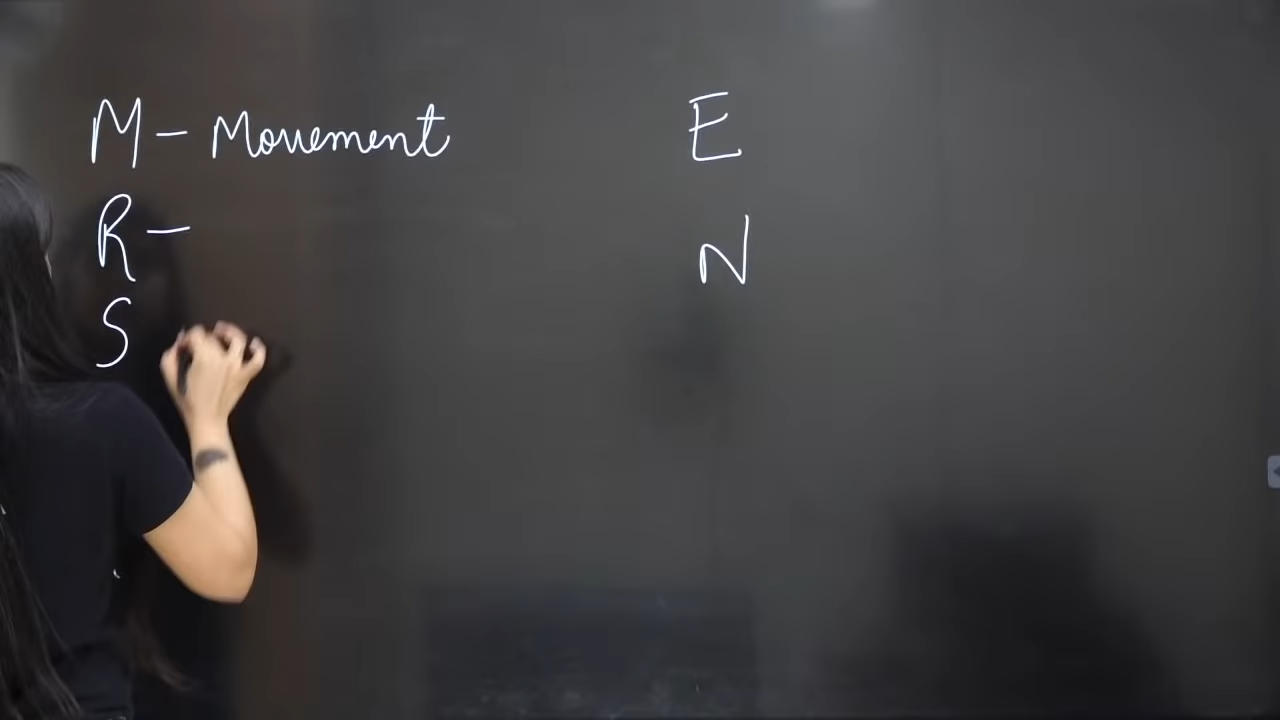 M – Movement
R –
S
E
N